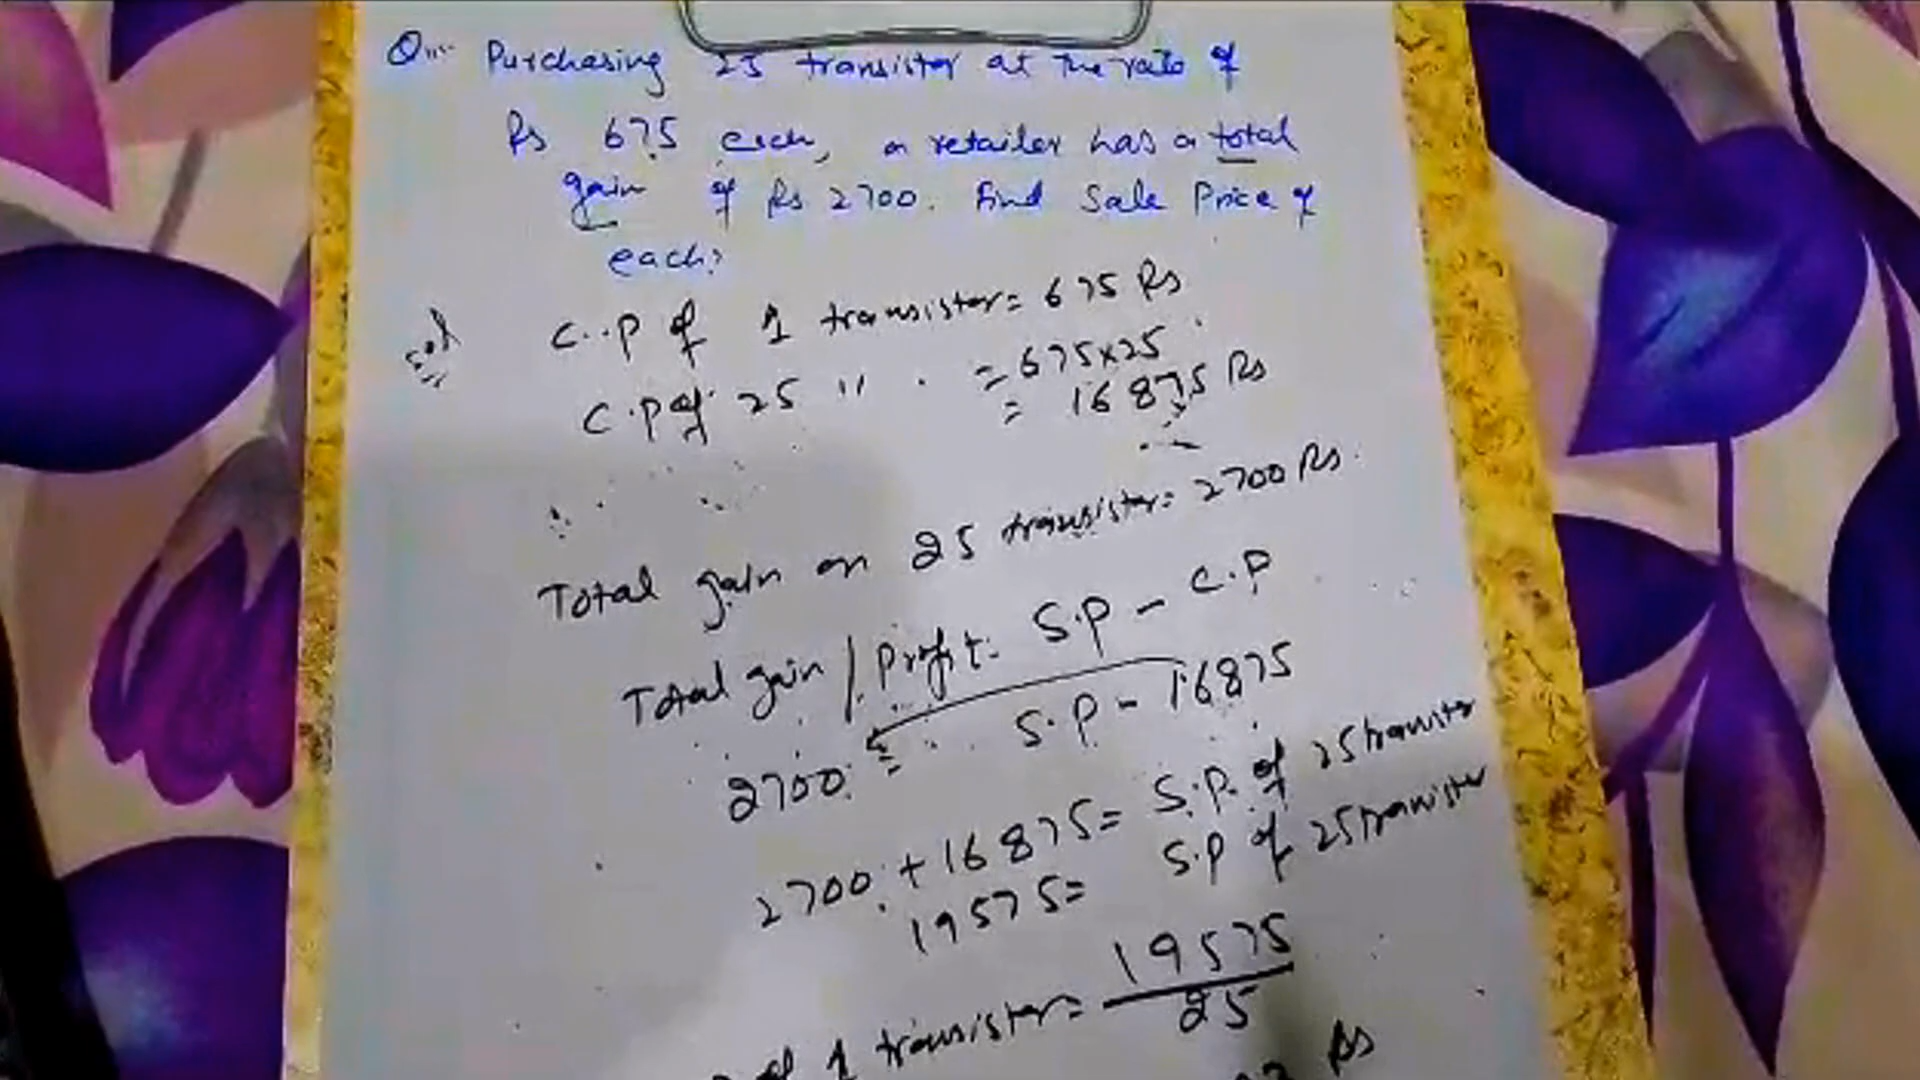 Q... Purchasing 25 transistor at the rate of
Rs 675 each, a retailer has a total
gain of Rs 2700. Find Sale Price of
each?
Sol C.P of 1 transistor = 675 Rs
C.P of 25 " = 675x25
= 16875 Rs
Total gain on 25 transistor = 2700 Rs.
Total gain / Profit = S.P - C.P
2700 = S.P - 16875
2700 + 16875 = S.P. of 25 transistor
19575 = S.P of 25 transistor
of 1 transistor = 19575
25
Rs